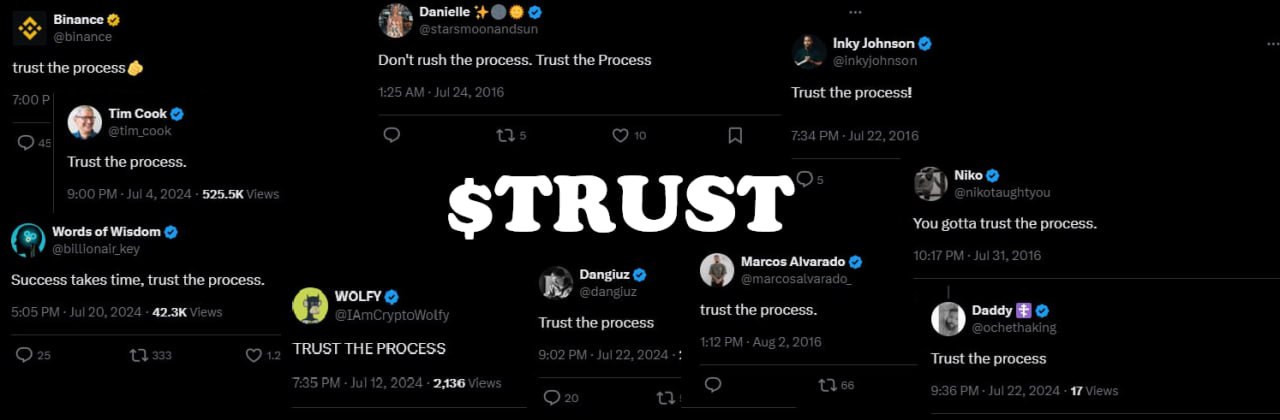 Binance
@binance
trust the process
7:00 P
45
Tim Cook
@tim_cook
Trust the process.
9:00 PM · Jul 4, 2024 · 525.5K Views
Words of Wisdom
@billionair_key
Success takes time, trust the process.
5:05 PM · Jul 20, 2024 · 42.3K Views
25 333 1.2
Danielle
@starsmoonandsun
Don't rush the process. Trust the Process
1:25 AM · Jul 24, 2016
5 10
$TRUST
WOLFY
@IAmCryptoWolfy
TRUST THE PROCESS
7:35 PM · Jul 12, 2024 · 2,136 Views
Dangiuz
@dangiuz
Trust the process
9:02 PM · Jul 22, 2024 ·
20
Inky Johnson
@inkyjohnson
Trust the process!
7:34 PM · Jul 22, 2016
5
Marcos Alvarado
@marcosalvarado_
trust the process.
1:12 PM · Aug 2, 2016
66
Niko
@nikotaughtyou
You gotta trust the process.
10:17 PM · Jul 31, 2016
Daddy
@ochethaking
Trust the process
9:36 PM · Jul 22, 2024 · 17 Views